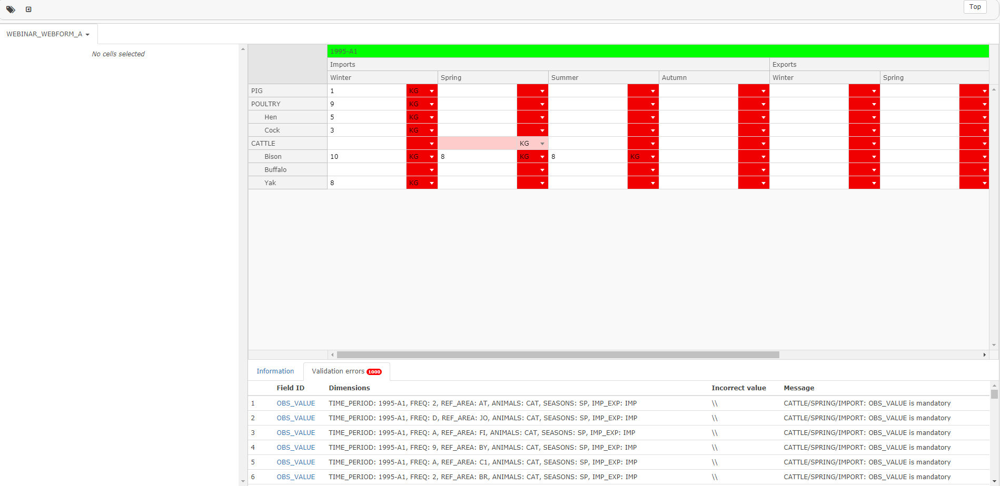 Top
WEBINAR_WEBFORM_A
No cells selected
1995-A1
Imports Exports
Winter Spring Summer Autumn Winter Spring
PIG 1 KG
POULTRY 9 KG
Hen 5 KG
Cock 3 KG
CATTLE KG
Bison 10 KG 8 KG 8 KG
Buffalo
Yak 8 KG
Information Validation errors 1000
Field ID Dimensions Incorrect value Message
1 OBS_VALUE TIME_PERIOD: 1995-A1, FREQ: 2, REF_AREA: AT, ANIMALS: CAT, SEASONS: SP, IMP_EXP: IMP \\ CATTLE/SPRING/IMPORT: OBS_VALUE is mandatory
2 OBS_VALUE TIME_PERIOD: 1995-A1, FREQ: D, REF_AREA: JO, ANIMALS: CAT, SEASONS: SP, IMP_EXP: IMP \\ CATTLE/SPRING/IMPORT: OBS_VALUE is mandatory
3 OBS_VALUE TIME_PERIOD: 1995-A1, FREQ: A, REF_AREA: FI, ANIMALS: CAT, SEASONS: SP, IMP_EXP: IMP \\ CATTLE/SPRING/IMPORT: OBS_VALUE is mandatory
4 OBS_VALUE TIME_PERIOD: 1995-A1, FREQ: 9, REF_AREA: BY, ANIMALS: CAT, SEASONS: SP, IMP_EXP: IMP \\ CATTLE/SPRING/IMPORT: OBS_VALUE is mandatory
5 OBS_VALUE TIME_PERIOD: 1995-A1, FREQ: A, REF_AREA: C1, ANIMALS: CAT, SEASONS: SP, IMP_EXP: IMP \\ CATTLE/SPRING/IMPORT: OBS_VALUE is mandatory
6 OBS_VALUE TIME_PERIOD: 1995-A1, FREQ: 2, REF_AREA: BR, ANIMALS: CAT, SEASONS: SP, IMP_EXP: IMP \\ CATTLE/SPRING/IMPORT: OBS_VALUE is mandatory